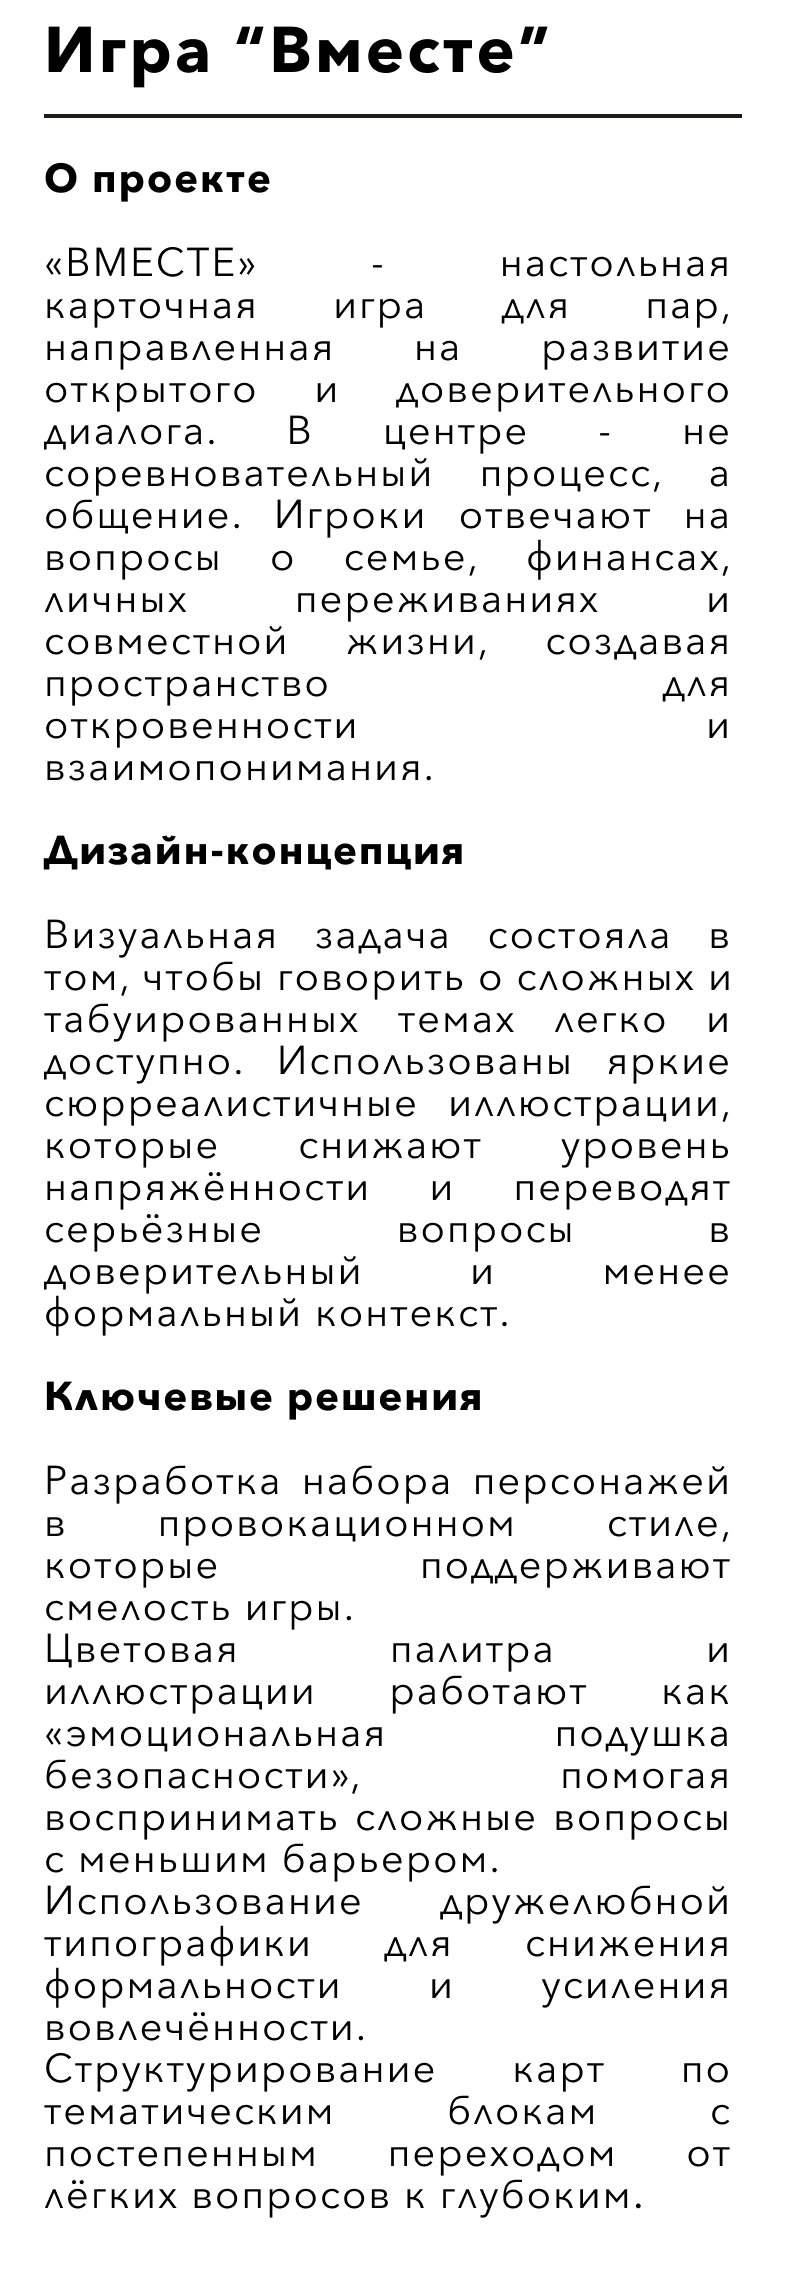 Игра “Вместе”
О проекте
«ВМЕСТЕ» - настольная
карточная игра для пар,
направленная на развитие
открытого и доверительного
диалога. В центре - не
соревновательный процесс, а
общение. Игроки отвечают на
вопросы о семье, финансах,
личных переживаниях и
совместной жизни, создавая
пространство для
откровенности и
взаимопонимания.
Дизайн-концепция
Визуальная задача состояла в
том, чтобы говорить о сложных и
табуированных темах легко и
доступно. Использованы яркие
сюрреалистичные иллюстрации,
которые снижают уровень
напряжённости и переводят
серьёзные вопросы в
доверительный и менее
формальный контекст.
Ключевые решения
Разработка набора персонажей
в провокационном стиле,
которые поддерживают
смелость игры.
Цветовая палитра и
иллюстрации работают как
«эмоциональная подушка
безопасности», помогая
воспринимать сложные вопросы
с меньшим барьером.
Использование дружелюбной
типографики для снижения
формальности и усиления
вовлечённости.
Структурирование карт по
тематическим блокам с
постепенным переходом от
лёгких вопросов к глубоким.